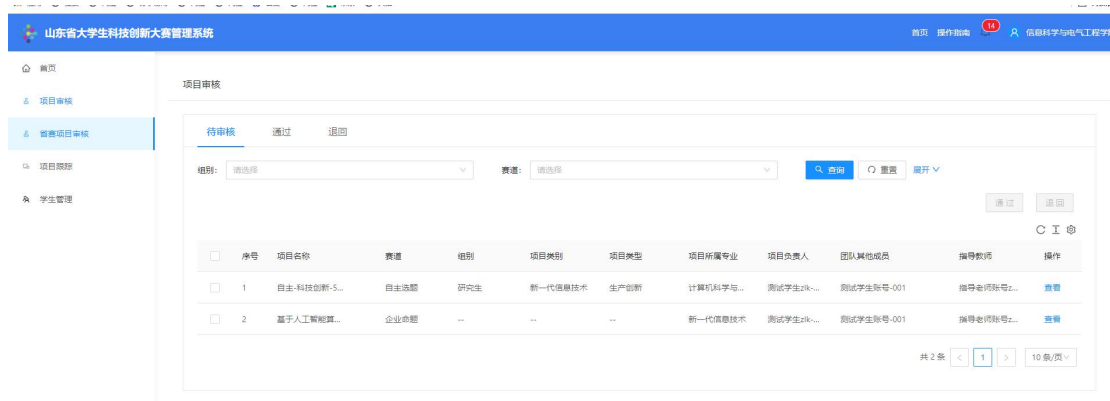 山东省大学生科技创新大赛管理系统 首页 操作指南 14 信息科学与电气工程学
首页
项目审核
省赛项目审核
项目跟踪
学生管理
项目审核
待审核 通过 退回
组别: 请选择 赛道: 请选择 查询 重置 展开
通过 退回
序号 项目名称 赛道 组别 项目类别 项目类型 项目所属专业 项目负责人 团队其他成员 指导教师 操作
1 自主-科技创新-5... 自主选题 研究生 新一代信息技术 生产创新 计算机科学与... 测试学生zlk-... 测试学生账号-001 指导老师账号z... 查看
2 基于人工智能算... 企业命题 -- -- -- 新一代信息技术 测试学生zlk-... 测试学生账号-001 指导老师账号z... 查看
共 2 条 < 1 > 10 条/页